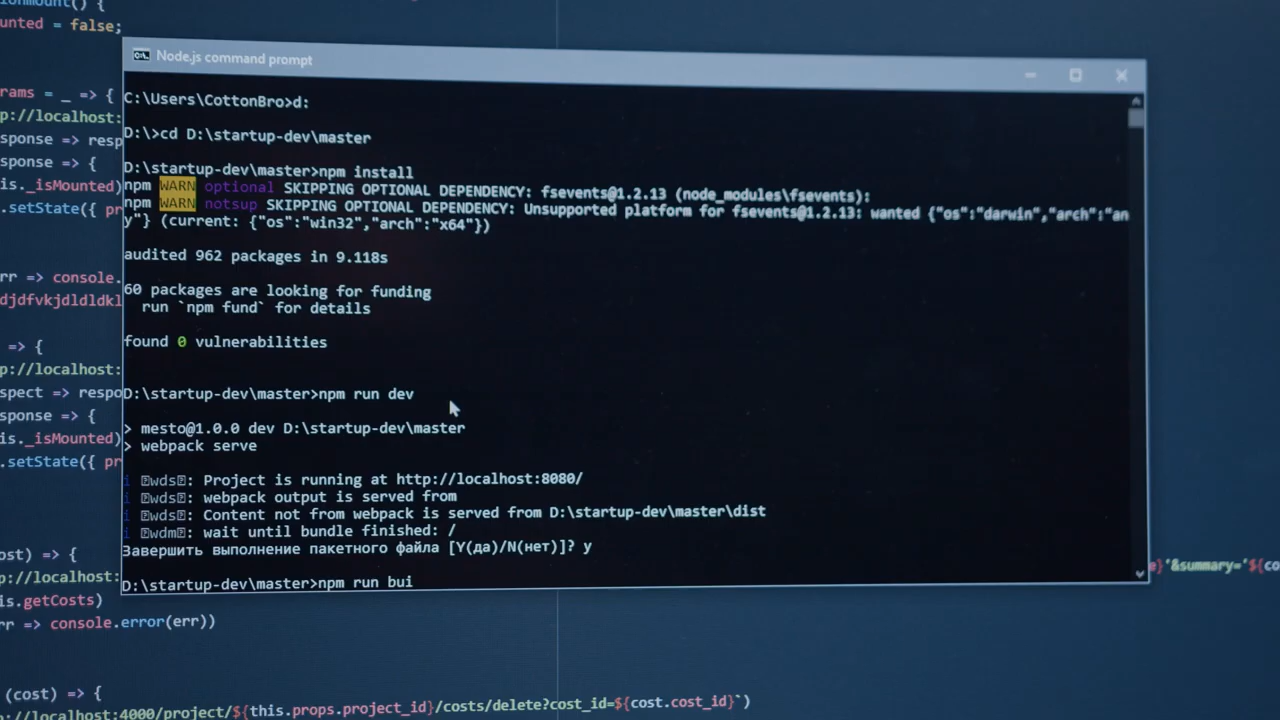 ionmount() {
unted = false;
Node.js command prompt
C:\Users\CottonBro>d:
D:\>cd D:\startup-dev\master
D:\startup-dev\master>npm install
npm WARN optional SKIPPING OPTIONAL DEPENDENCY: fsevents@1.2.13 (node_modules\fsevents):
npm WARN notsup SKIPPING OPTIONAL DEPENDENCY: Unsupported platform for fsevents@1.2.13: wanted {"os":"darwin","arch":"an
y"} (current: {"os":"win32","arch":"x64"})
audited 962 packages in 9.118s
60 packages are looking for funding
run `npm fund` for details
found 0 vulnerabilities
D:\startup-dev\master>npm run dev
> mesto@1.0.0 dev D:\startup-dev\master
> webpack serve
i ⍰wds⍰: Project is running at http://localhost:8080/
i ⍰wds⍰: webpack output is served from
i ⍰wds⍰: Content not from webpack is served from D:\startup-dev\master\dist
i ⍰wdm⍰: wait until bundle finished: /
Завершить выполнение пакетного файла [Y(да)/N(нет)]? y
D:\startup-dev\master>npm run bui
rams = _ => {
p://localhost:
sponse => resp
sponse => {
is._isMounted)
.setState({ pr
rr => console.
djdfvkjdldldkl
=> {
p://localhost:
spect => respo
sponse => {
is._isMounted)
.setState({ pr
ost) => {
p://localhost:
is.getCosts)
rr => console.error(err))
e}'&summary='${co
(cost) => {
p://localhost:4000/project/${this.props.project_id}/costs/delete?cost_id=${cost.cost_id}`)